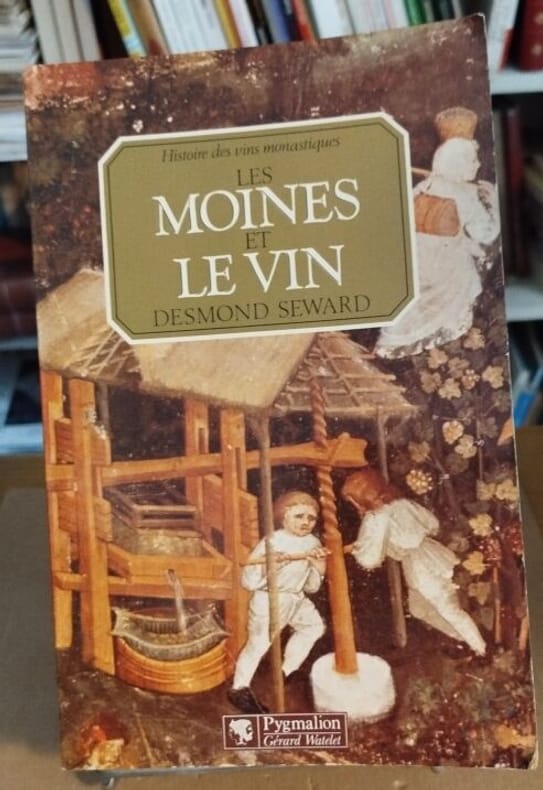 Histoire des vins monastiques
LES
MOINES
ET
LE VIN
DESMOND SEWARD
Pygmalion
Gérard Watelet